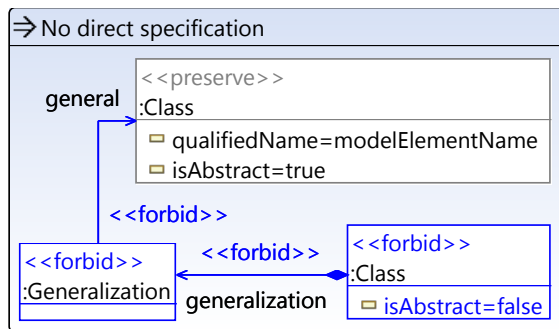 No direct specification
<<preserve>>
general
:Class
qualifiedName=modelElementName
isAbstract=true
<<forbid>>
<<forbid>>
<<forbid>>
<<forbid>>
:Class
:Generalization
generalization
isAbstract=false